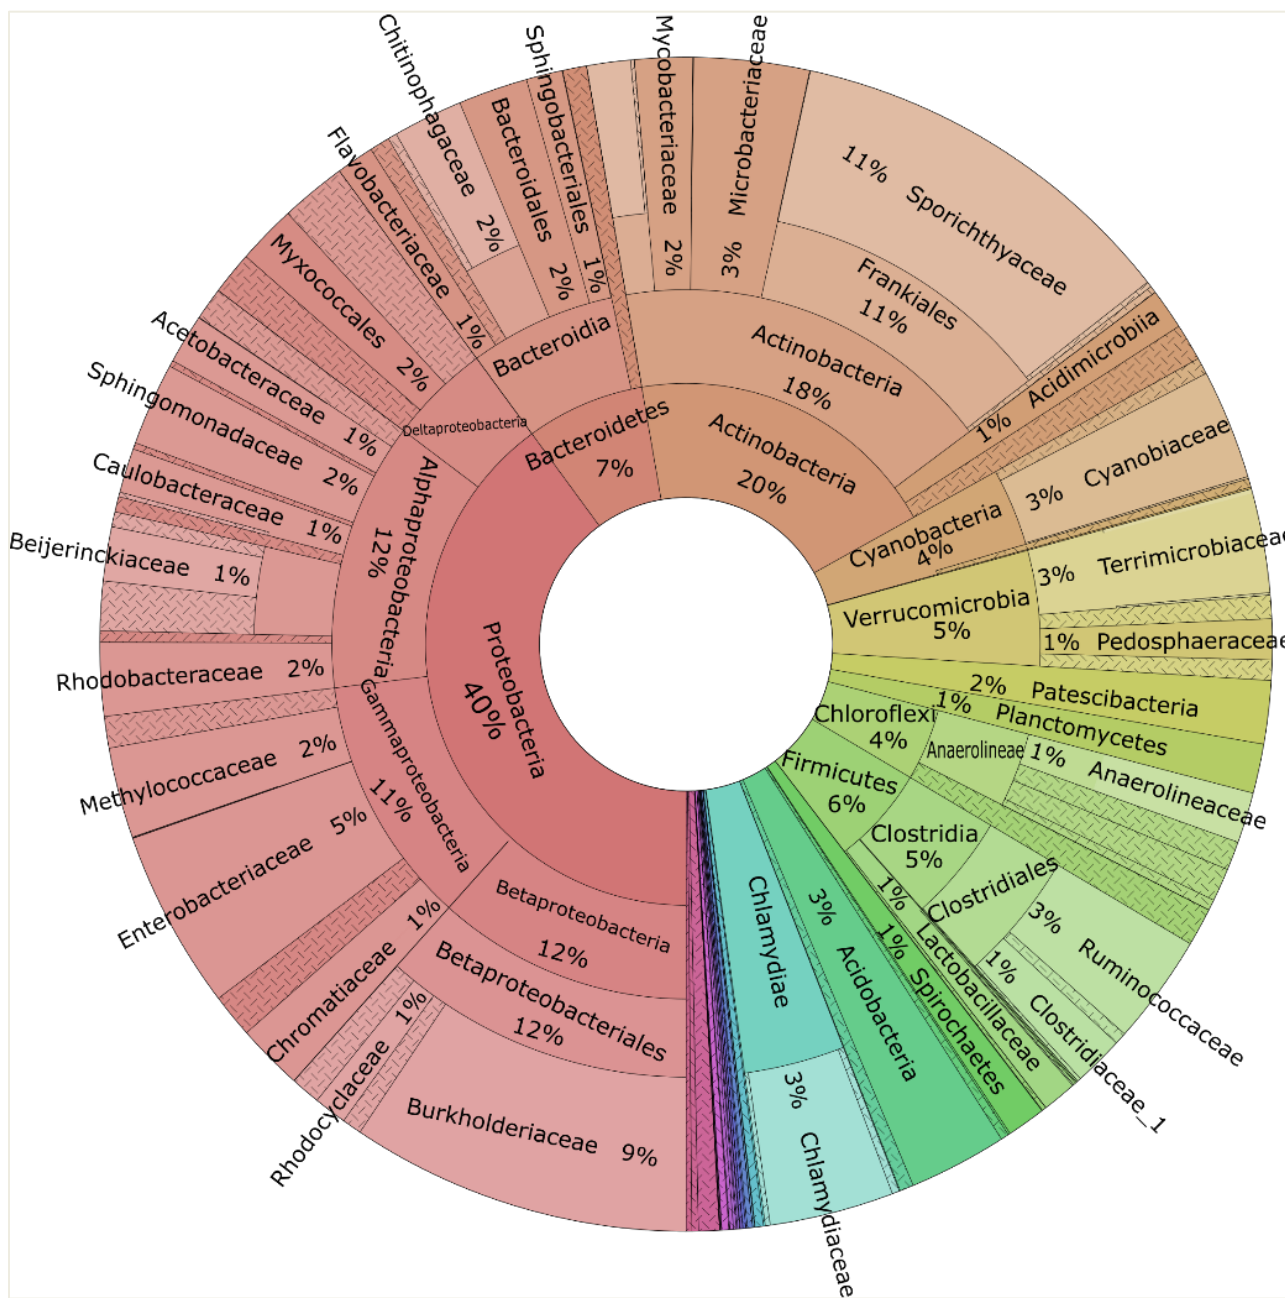 Proteobacteria 40%
Deltaproteobacteria
Alphaproteobacteria 12%
Gammaproteobacteria 11%
Betaproteobacteria 12%
Betaproteobacteriales 12%
Burkholderiaceae 9%
Rhodocyclaceae 1%
Chromatiaceae 1%
Enterobacteriaceae 5%
Methylococcaceae 2%
Rhodobacteraceae 2%
Beijerinckiaceae 1%
Caulobacteraceae 1%
Sphingomonadaceae 2%
Acetobacteraceae 1%
Myxococcales 2%
Bacteroidetes 7%
Bacteroidia
Flavobacteriaceae 1%
Chitinophagaceae 2%
Bacteroidales 2%
Sphingobacteriales 1%
Actinobacteria 20%
Actinobacteria 18%
Mycobacteriaceae 2%
Microbacteriaceae 3%
Frankiales 11%
11% Sporichthyaceae
1% Acidimicrobiia
Cyanobacteria 4%
3% Cyanobiaceae
Verrucomicrobia 5%
3% Terrimicrobiaceae
1% Pedosphaeraceae
2% Patescibacteria
1% Planctomycetes
Chloroflexi 4%
Anaerolineae
1% Anaerolineaceae
Firmicutes 6%
Clostridia 5%
Clostridiales
3% Ruminococcaceae
1% Clostridiaceae_1
1% Lactobacillaceae
1% Spirochaetes
3% Acidobacteria
Chlamydiae
3% Chlamydiaceae